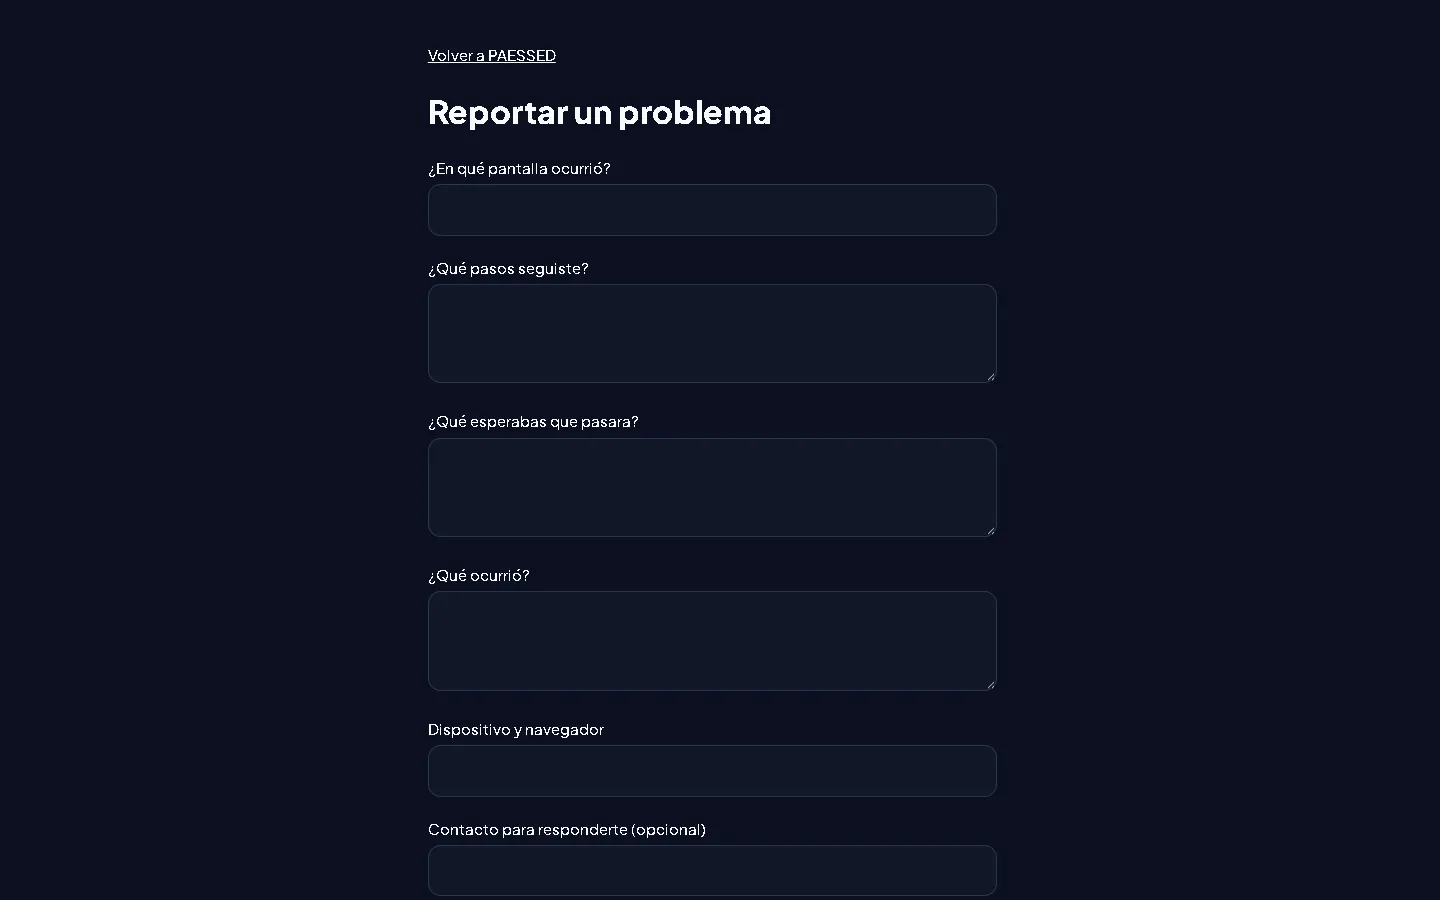 Volver a PAESSED
Reportar un problema
¿En qué pantalla ocurrió?
¿Qué pasos seguiste?
¿Qué esperabas que pasara?
¿Qué ocurrió?
Dispositivo y navegador
Contacto para responderte (opcional)